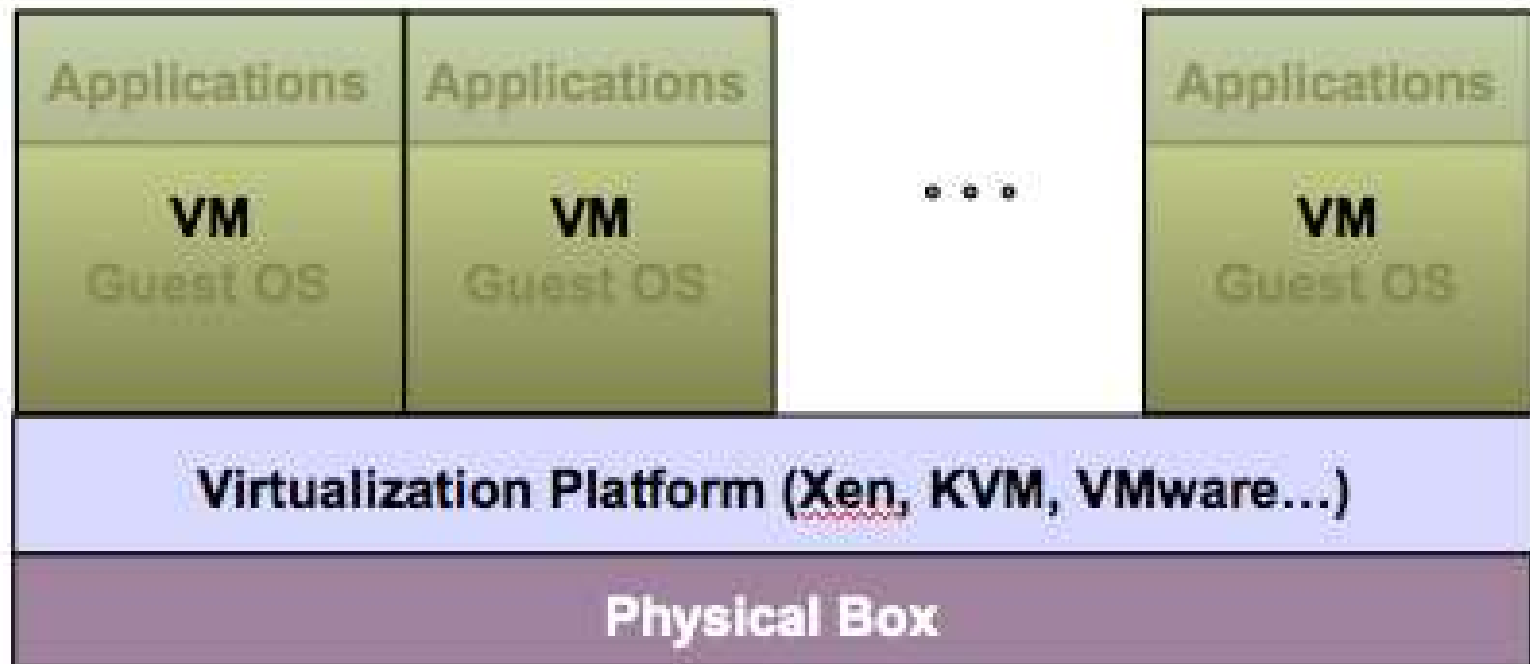 Applications Applications Applications
VM VM ... VM
Guest OS Guest OS Guest OS
Virtualization Platform (Xen, KVM, VMware...)
Physical Box